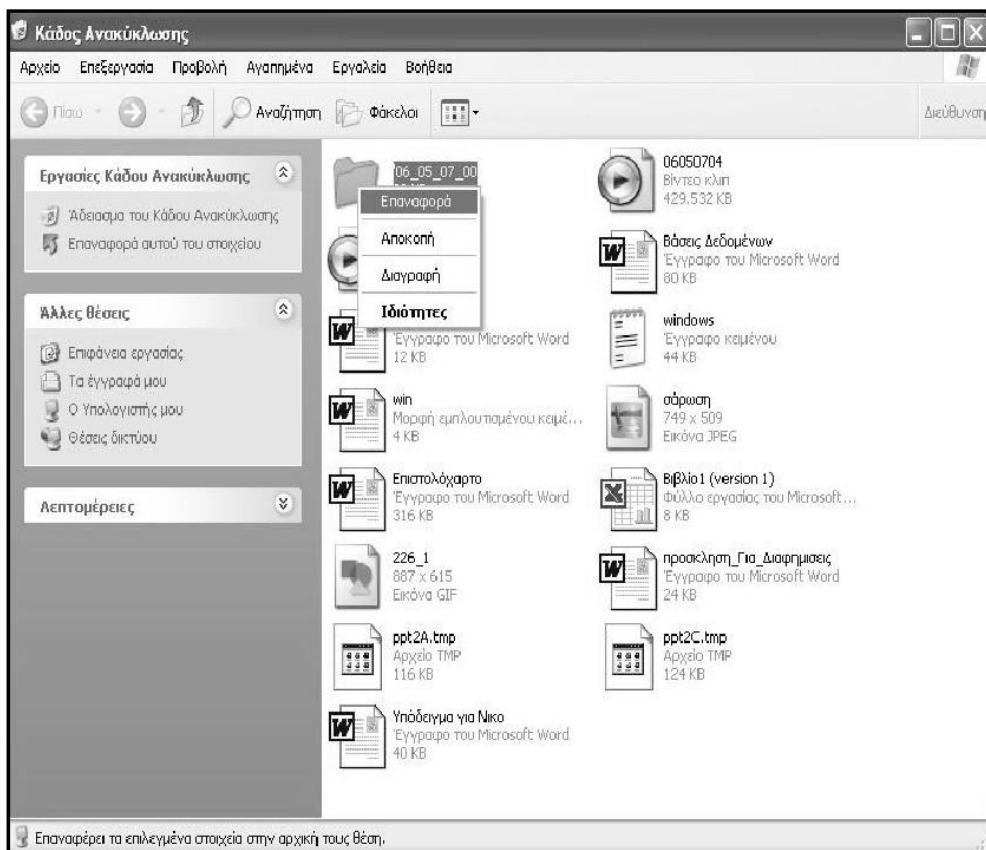 Κάδος Ανακύκλωσης
Αρχείο Επεξεργασία Προβολή Αγαπημένα Εργαλεία Βοήθεια
Πίσω Αναζήτηση Φάκελοι Διεύθυνση
Εργασίες Κάδου Ανακύκλωσης
Άδειασμα του Κάδου Ανακύκλωσης
Επαναφορά αυτού του στοιχείου
Άλλες θέσεις
Επιφάνεια εργασίας
Τα έγγραφά μου
Ο Υπολογιστής μου
Θέσεις δικτύου
Λεπτομέρειες
06_05_07_00
Επαναφορά
Αποκοπή
Διαγραφή
Ιδιότητες
Έγγραφο του Microsoft Word
12 KB
win
Μορφή εμπλουτισμένου κειμέ...
4 KB
Επιστολόχαρτο
Έγγραφο του Microsoft Word
316 KB
226_1
887 x 615
Εικόνα GIF
ppt2A.tmp
Αρχείο TMP
116 KB
Υπόδειγμα για Νικο
Έγγραφο του Microsoft Word
40 KB
06050704
Βίντεο κλιπ
429.532 KB
Βάσεις Δεδομένων
Έγγραφο του Microsoft Word
80 KB
windows
Έγγραφο κειμένου
44 KB
σάρωση
749 x 509
Εικόνα JPEG
Βιβλίο1 (version 1)
Φύλλο εργασίας του Microsoft...
8 KB
προσκληση_Για_Διαφημισεις
Έγγραφο του Microsoft Word
24 KB
ppt2C.tmp
Αρχείο TMP
124 KB
Επαναφέρει τα επιλεγμένα στοιχεία στην αρχική τους θέση.